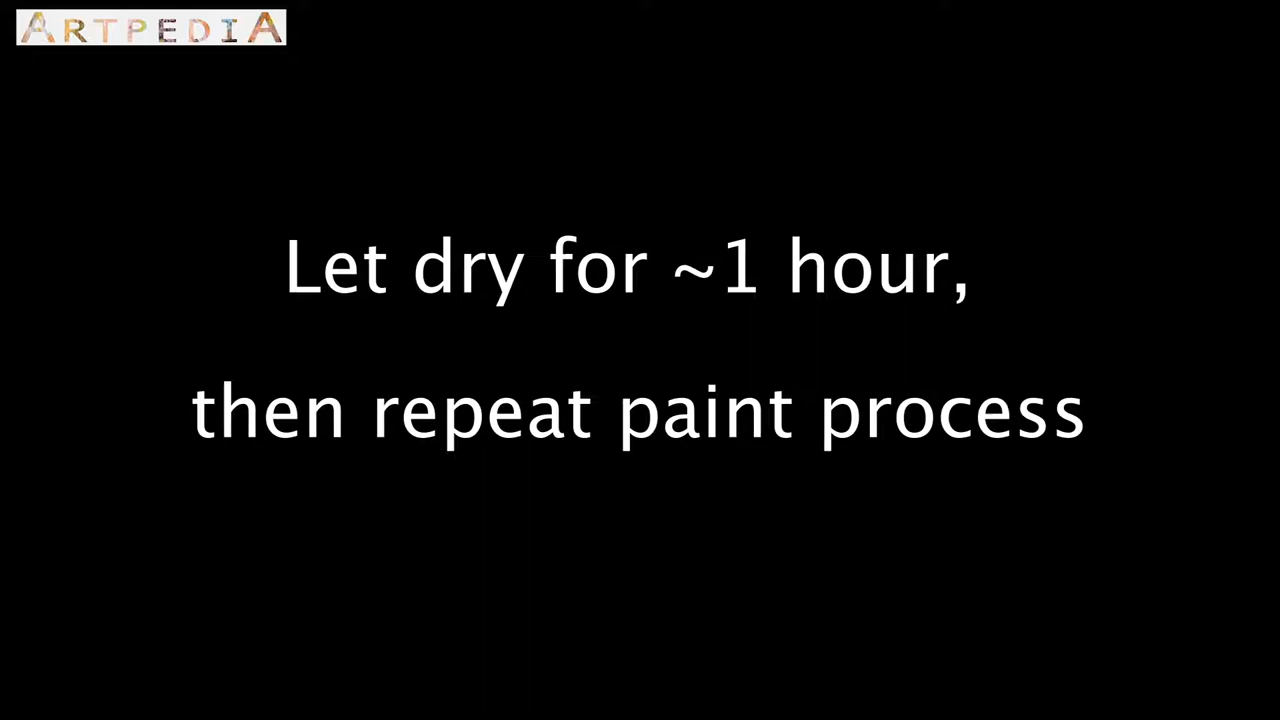 ARTPEDIA
Let dry for ~1 hour,
then repeat paint process